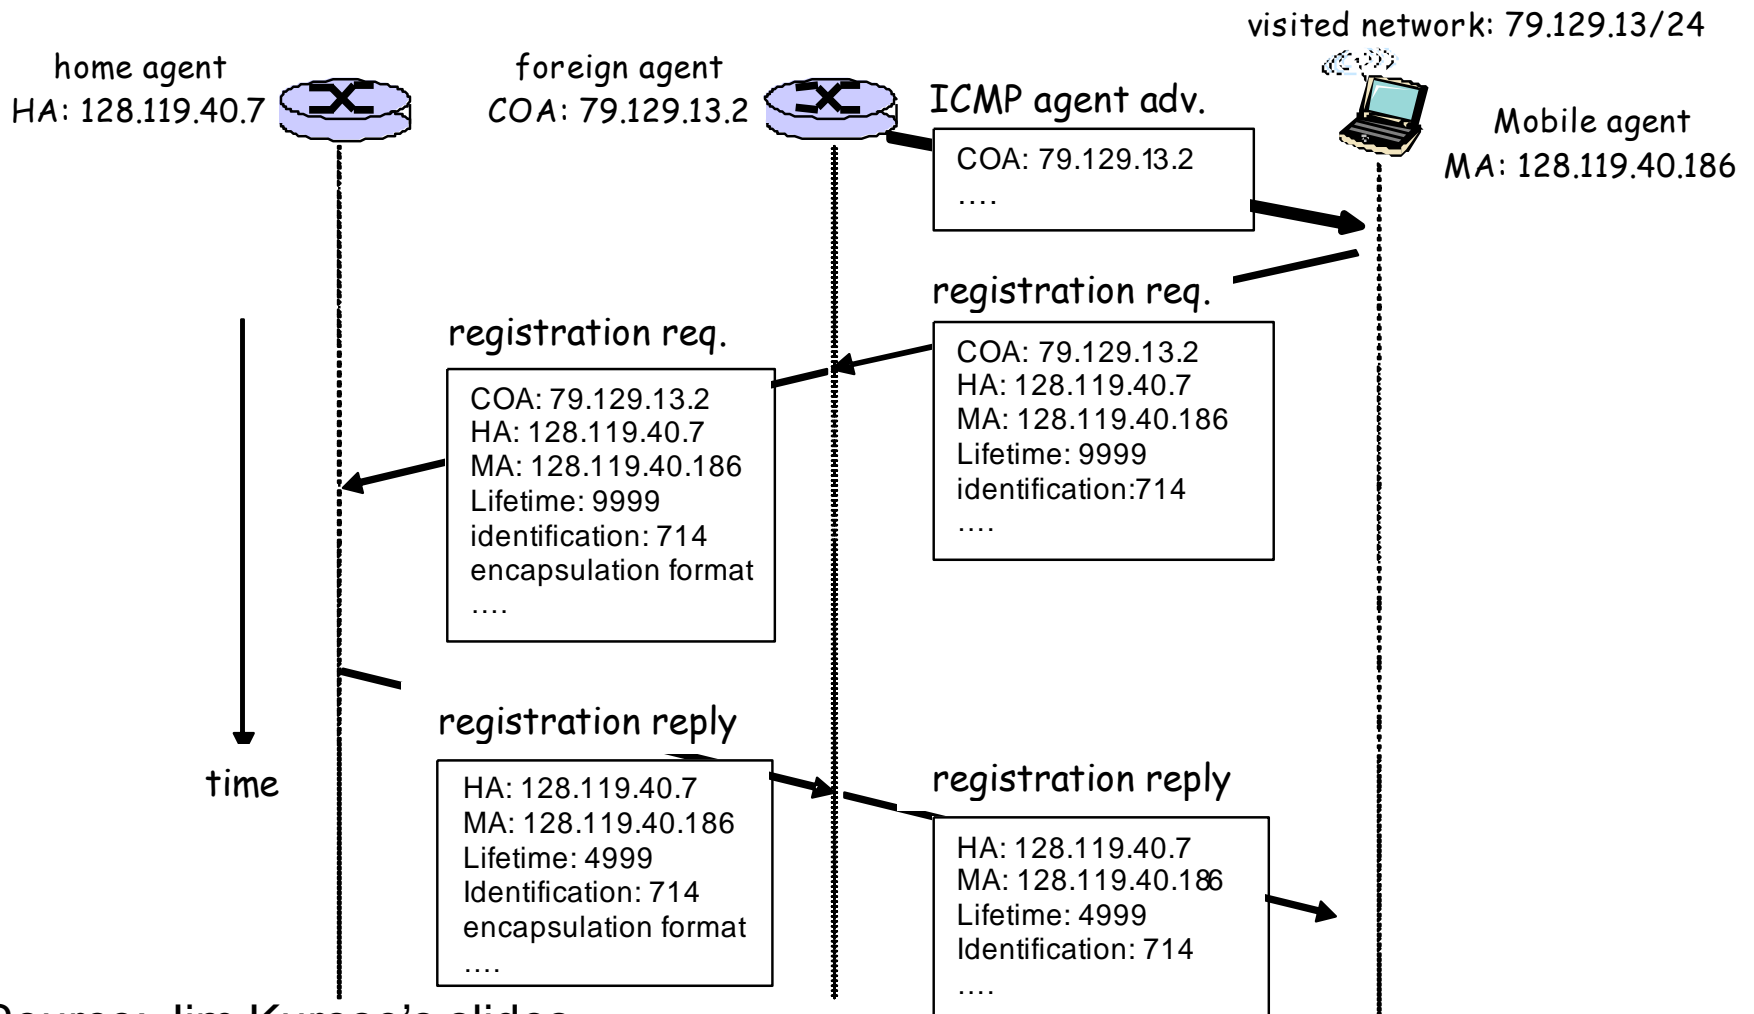 visited network: 79.129.13/24
home agent
HA: 128.119.40.7
foreign agent
COA: 79.129.13.2
ICMP agent adv.
COA: 79.129.13.2
....
Mobile agent
MA: 128.119.40.186
registration req.
COA: 79.129.13.2
HA: 128.119.40.7
MA: 128.119.40.186
Lifetime: 9999
identification:714
....
registration req.
COA: 79.129.13.2
HA: 128.119.40.7
MA: 128.119.40.186
Lifetime: 9999
identification: 714
encapsulation format
....
time
registration reply
HA: 128.119.40.7
MA: 128.119.40.186
Lifetime: 4999
Identification: 714
encapsulation format
....
registration reply
HA: 128.119.40.7
MA: 128.119.40.186
Lifetime: 4999
Identification: 714
....